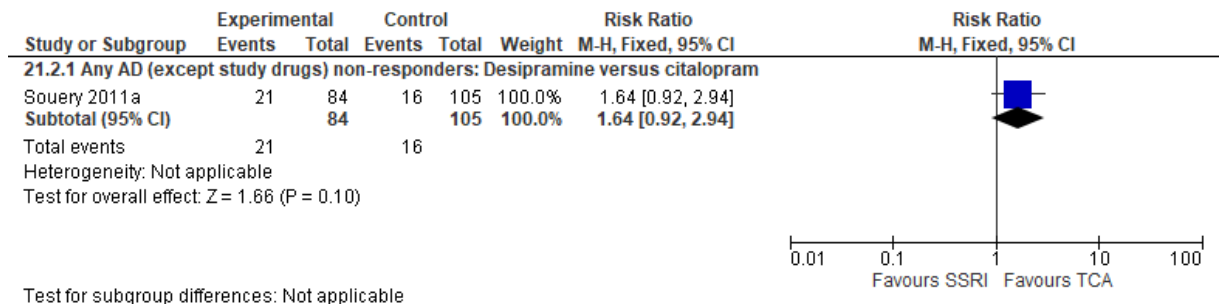 Experimental Control Risk Ratio Risk Ratio
Study or Subgroup Events Total Events Total Weight M-H, Fixed, 95% CI M-H, Fixed, 95% CI
21.2.1 Any AD (except study drugs) non-responders: Desipramine versus citalopram
Souery 2011a 21 84 16 105 100.0% 1.64 [0.92, 2.94]
Subtotal (95% CI) 84 105 100.0% 1.64 [0.92, 2.94]
Total events 21 16
Heterogeneity: Not applicable
Test for overall effect: Z = 1.66 (P = 0.10)
0.01 0.1 1 10 100
Favours SSRI Favours TCA
Test for subgroup differences: Not applicable